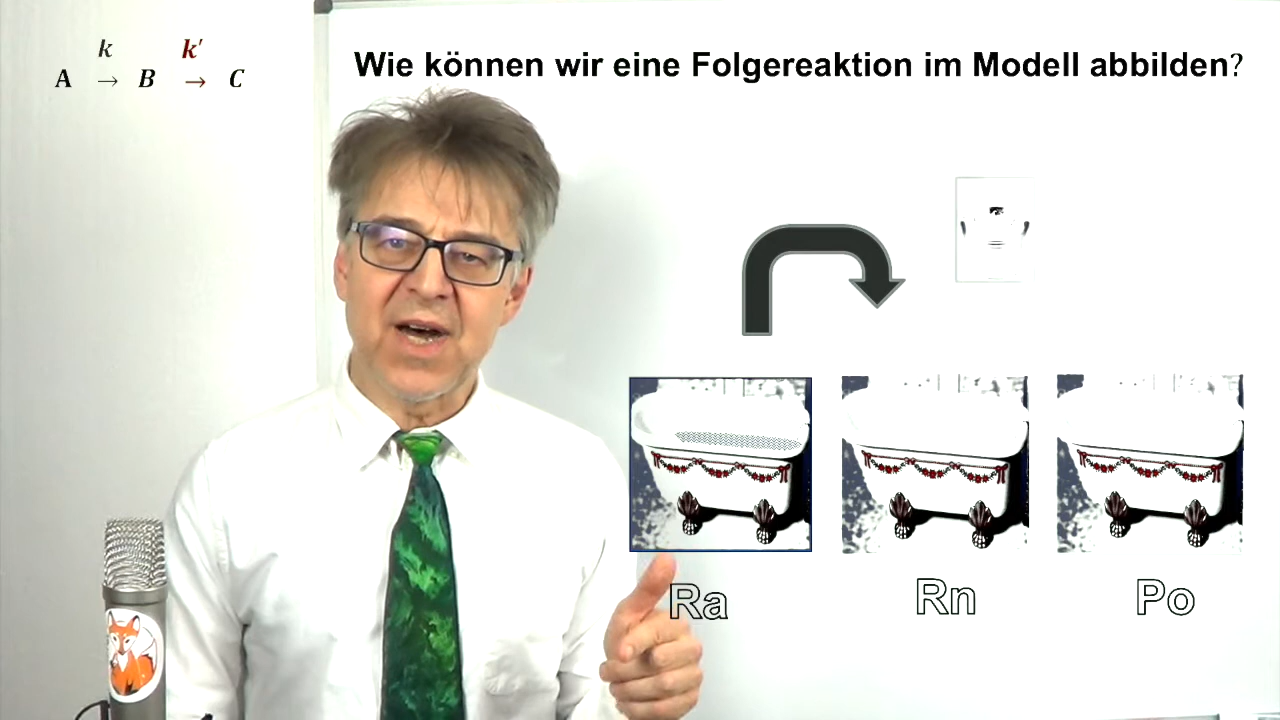 k k′
A → B → C
Wie können wir eine Folgereaktion im Modell abbilden?
Ra Rn Po